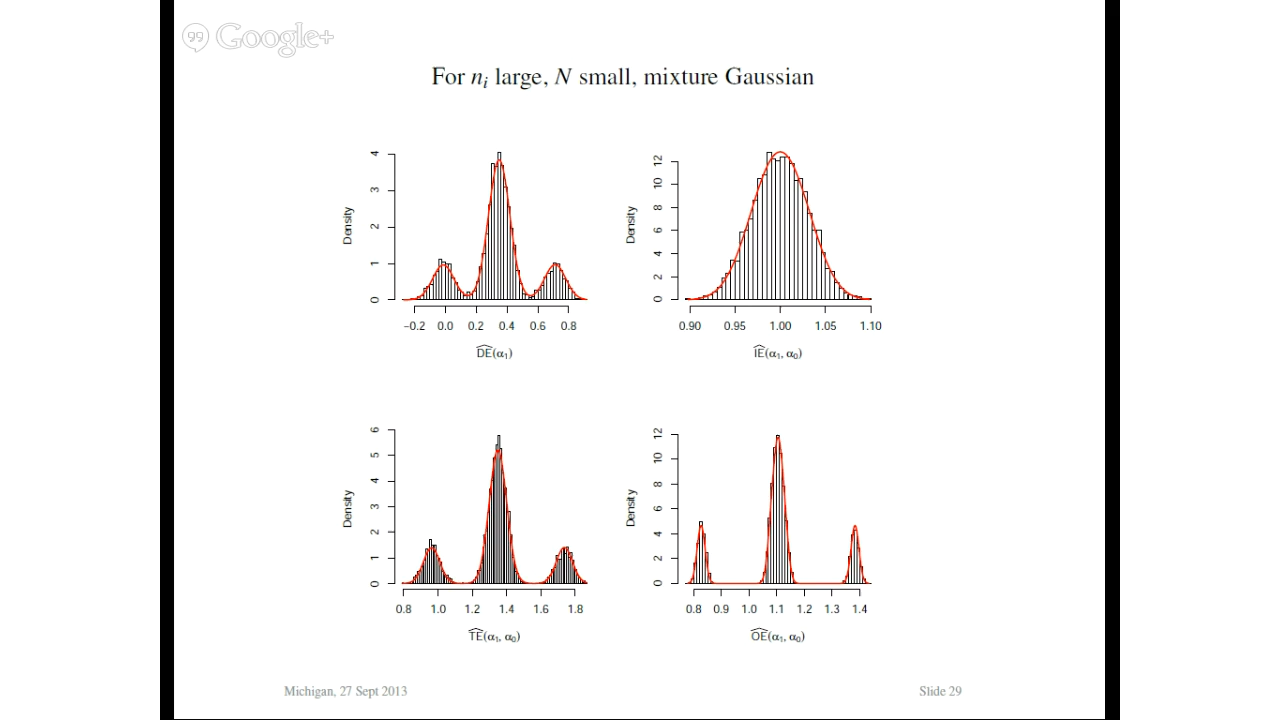 Google+
For nᵢ large, N small, mixture Gaussian
Density
0 1 2 3 4
−0.2 0.0 0.2 0.4 0.6 0.8
D̂E(α₁)
Density
0 2 4 6 8 10 12
0.90 0.95 1.00 1.05 1.10
ÎE(α₁, α₀)
Density
0 1 2 3 4 5 6
0.8 1.0 1.2 1.4 1.6 1.8
T̂E(α₁, α₀)
Density
0 2 4 6 8 10 12
0.8 0.9 1.0 1.1 1.2 1.3 1.4
ÔE(α₁, α₀)
Michigan, 27 Sept 2013
Slide 29